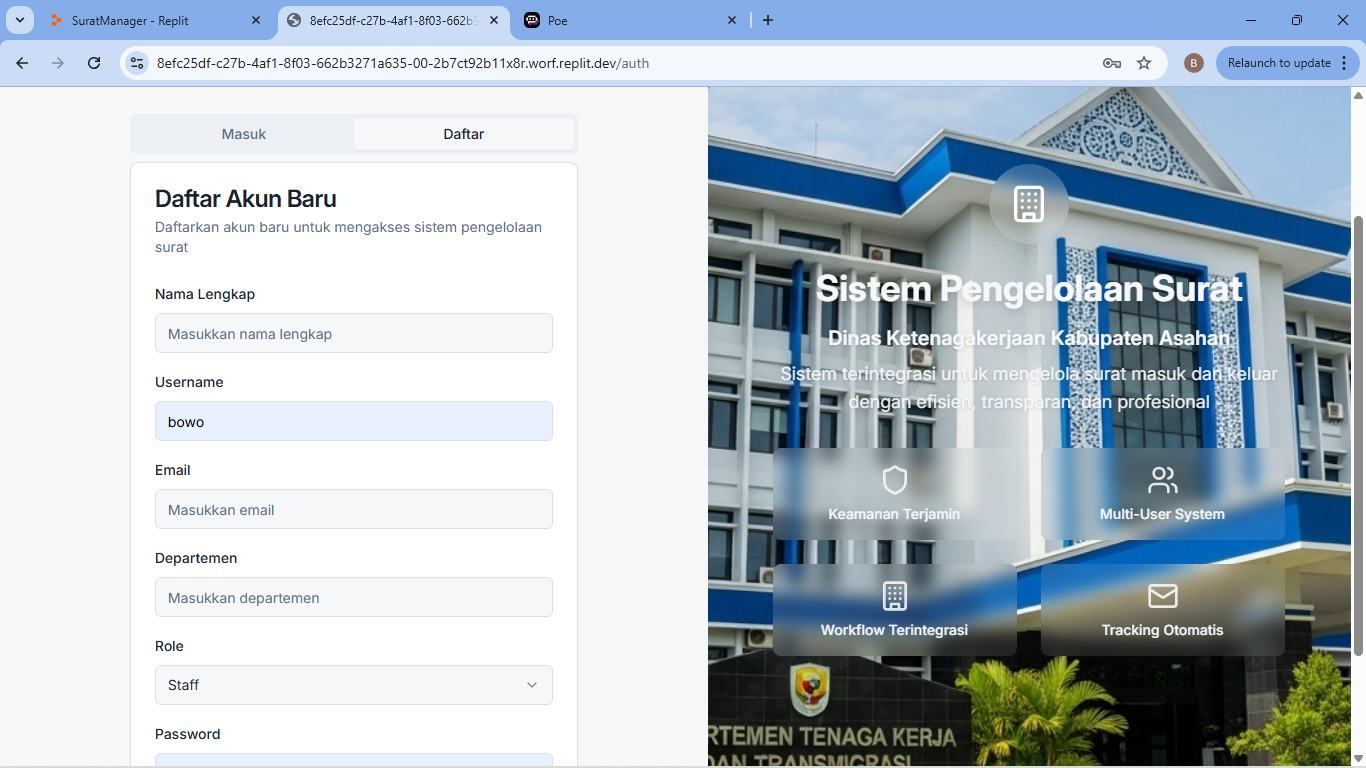 SuratManager - Replit
8efc25df-c27b-4af1-8f03-662b3
Poe
8efc25df-c27b-4af1-8f03-662b3271a635-00-2b7ct92b11x8r.worf.replit.dev/auth
B
Relaunch to update
Masuk
Daftar
Daftar Akun Baru
Daftarkan akun baru untuk mengakses sistem pengelolaan
surat
Nama Lengkap
Masukkan nama lengkap
Username
bowo
Email
Masukkan email
Departemen
Masukkan departemen
Role
Staff
Password
Sistem Pengelolaan Surat
Dinas Ketenagakerjaan Kabupaten Asahan
Sistem terintegrasi untuk mengelola surat masuk dan keluar
dengan efisien, transparan, dan profesional
Keamanan Terjamin
Multi-User System
Workflow Terintegrasi
Tracking Otomatis
RTEMEN TENAGA KERJA
DAN TRANSMIGRASI